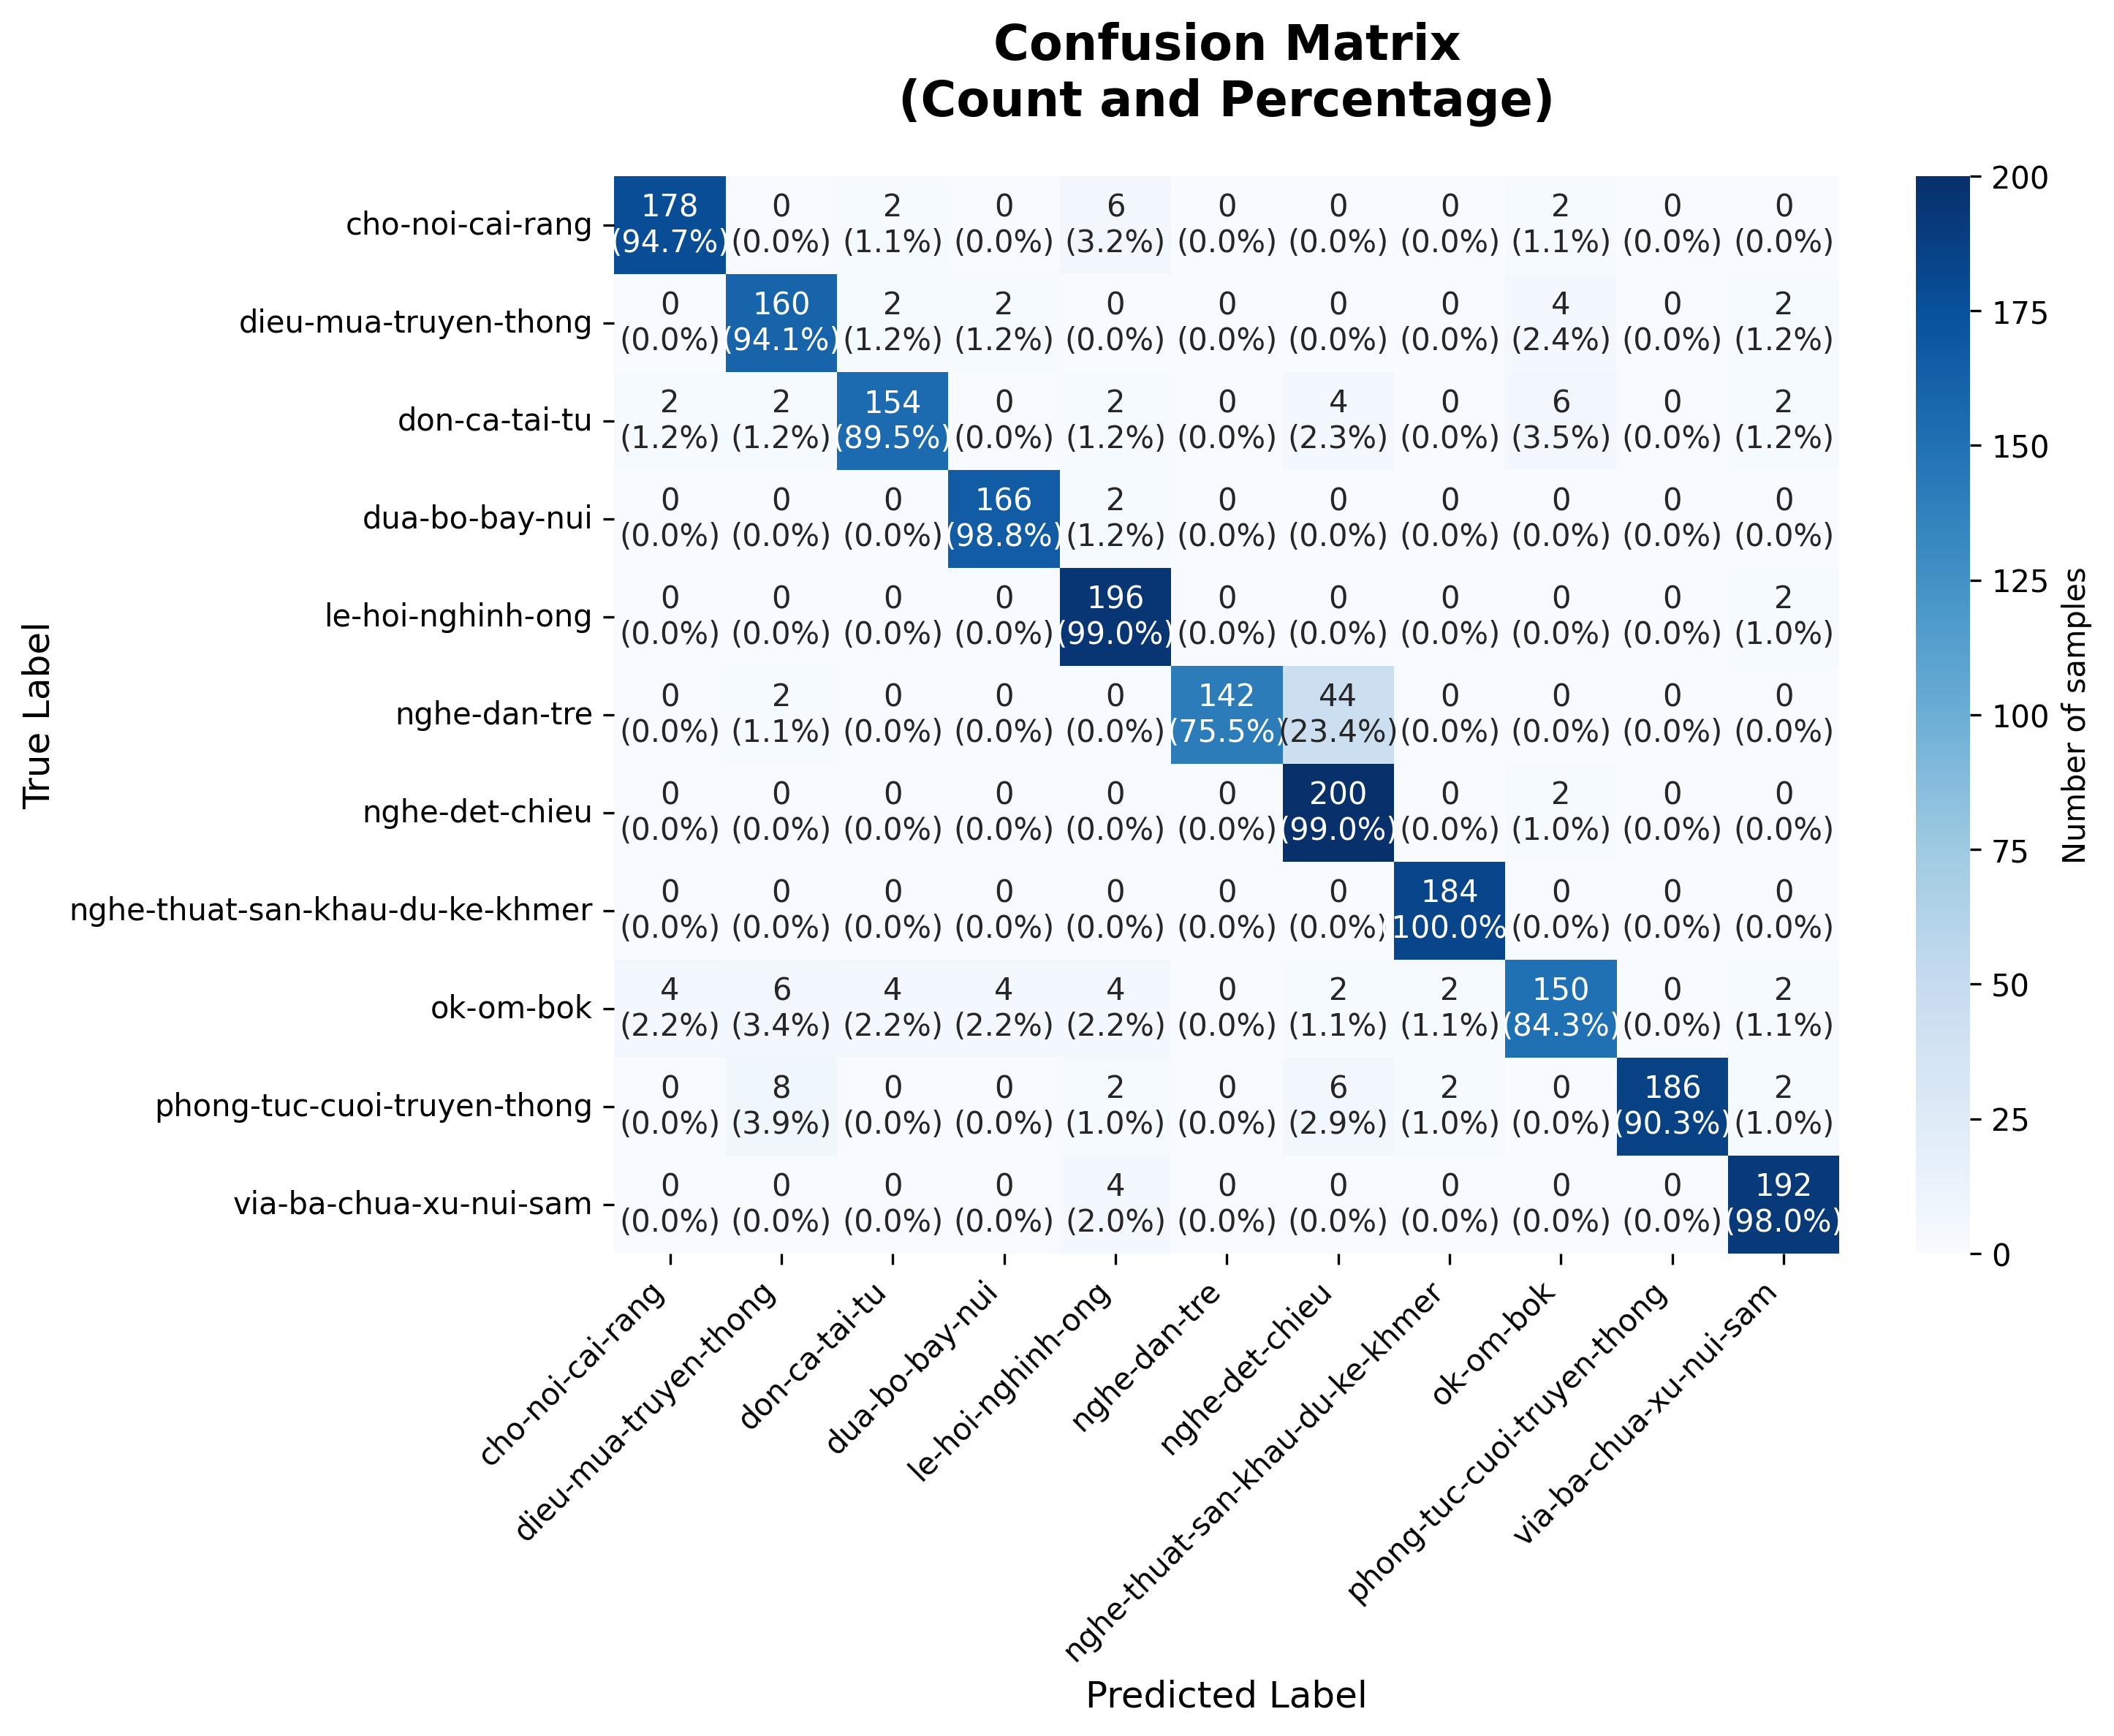 Confusion Matrix
(Count and Percentage)
cho-noi-cai-rang
178 0 2 0 6 0 0 0 2 0 0
(94.7%) (0.0%) (1.1%) (0.0%) (3.2%) (0.0%) (0.0%) (0.0%) (1.1%) (0.0%) (0.0%)
dieu-mua-truyen-thong
0 160 2 2 0 0 0 0 4 0 2
(0.0%) (94.1%) (1.2%) (1.2%) (0.0%) (0.0%) (0.0%) (0.0%) (2.4%) (0.0%) (1.2%)
don-ca-tai-tu
2 2 154 0 2 0 4 0 6 0 2
(1.2%) (1.2%) (89.5%) (0.0%) (1.2%) (0.0%) (2.3%) (0.0%) (3.5%) (0.0%) (1.2%)
dua-bo-bay-nui
0 0 0 166 2 0 0 0 0 0 0
(0.0%) (0.0%) (0.0%) (98.8%) (1.2%) (0.0%) (0.0%) (0.0%) (0.0%) (0.0%) (0.0%)
le-hoi-nghinh-ong
0 0 0 0 196 0 0 0 0 0 2
(0.0%) (0.0%) (0.0%) (0.0%) (99.0%) (0.0%) (0.0%) (0.0%) (0.0%) (0.0%) (1.0%)
nghe-dan-tre
0 2 0 0 0 142 44 0 0 0 0
(0.0%) (1.1%) (0.0%) (0.0%) (0.0%) (75.5%) (23.4%) (0.0%) (0.0%) (0.0%) (0.0%)
nghe-det-chieu
0 0 0 0 0 0 200 0 2 0 0
(0.0%) (0.0%) (0.0%) (0.0%) (0.0%) (0.0%) (99.0%) (0.0%) (1.0%) (0.0%) (0.0%)
nghe-thuat-san-khau-du-ke-khmer
0 0 0 0 0 0 0 184 0 0 0
(0.0%) (0.0%) (0.0%) (0.0%) (0.0%) (0.0%) (0.0%) (100.0%) (0.0%) (0.0%) (0.0%)
ok-om-bok
4 6 4 4 4 0 2 2 150 0 2
(2.2%) (3.4%) (2.2%) (2.2%) (2.2%) (0.0%) (1.1%) (1.1%) (84.3%) (0.0%) (1.1%)
phong-tuc-cuoi-truyen-thong
0 8 0 0 2 0 6 2 0 186 2
(0.0%) (3.9%) (0.0%) (0.0%) (1.0%) (0.0%) (2.9%) (1.0%) (0.0%) (90.3%) (1.0%)
via-ba-chua-xu-nui-sam
0 0 0 0 4 0 0 0 0 0 192
(0.0%) (0.0%) (0.0%) (0.0%) (2.0%) (0.0%) (0.0%) (0.0%) (0.0%) (0.0%) (98.0%)
True Label
cho-noi-cai-rang
dieu-mua-truyen-thong
don-ca-tai-tu
dua-bo-bay-nui
le-hoi-nghinh-ong
nghe-dan-tre
nghe-det-chieu
nghe-thuat-san-khau-du-ke-khmer
ok-om-bok
phong-tuc-cuoi-truyen-thong
via-ba-chua-xu-nui-sam
Predicted Label
200
175
150
125
100
75
50
25
0
Number of samples